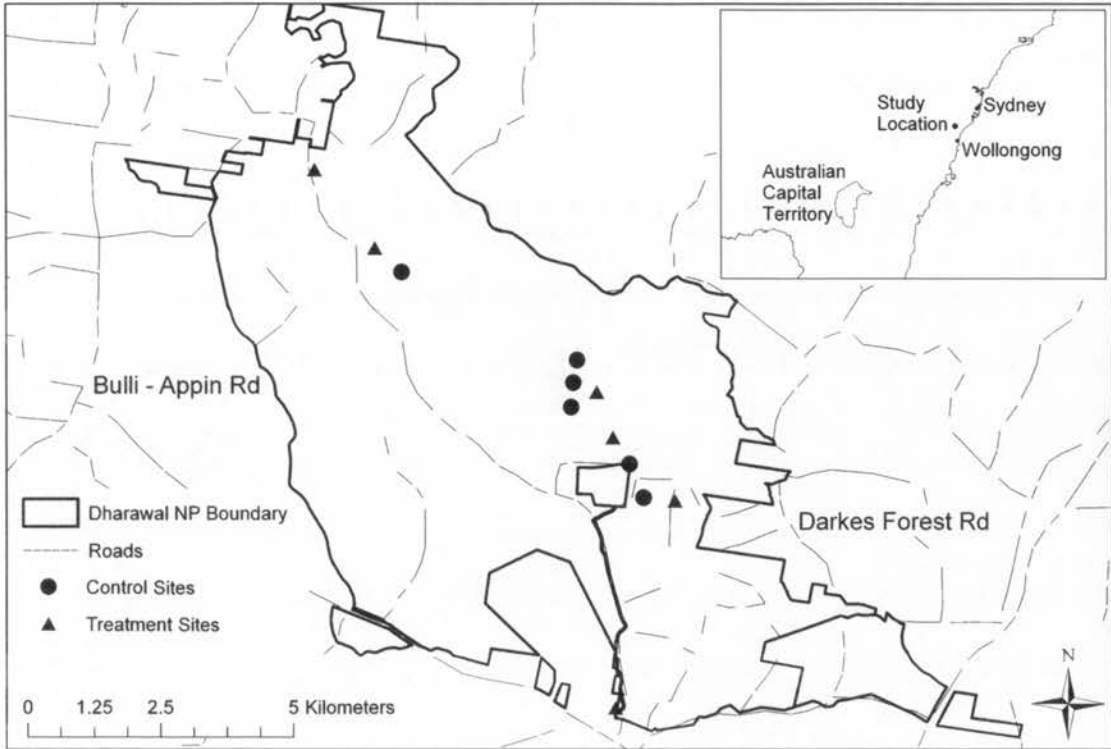 Study
Location
Sydney
Wollongong
Australian
Capital
Territory
Bulli - Appin Rd
Darkes Forest Rd
Dharawal NP Boundary
Roads
Control Sites
Treatment Sites
N
0 1.25 2.5 5 Kilometers